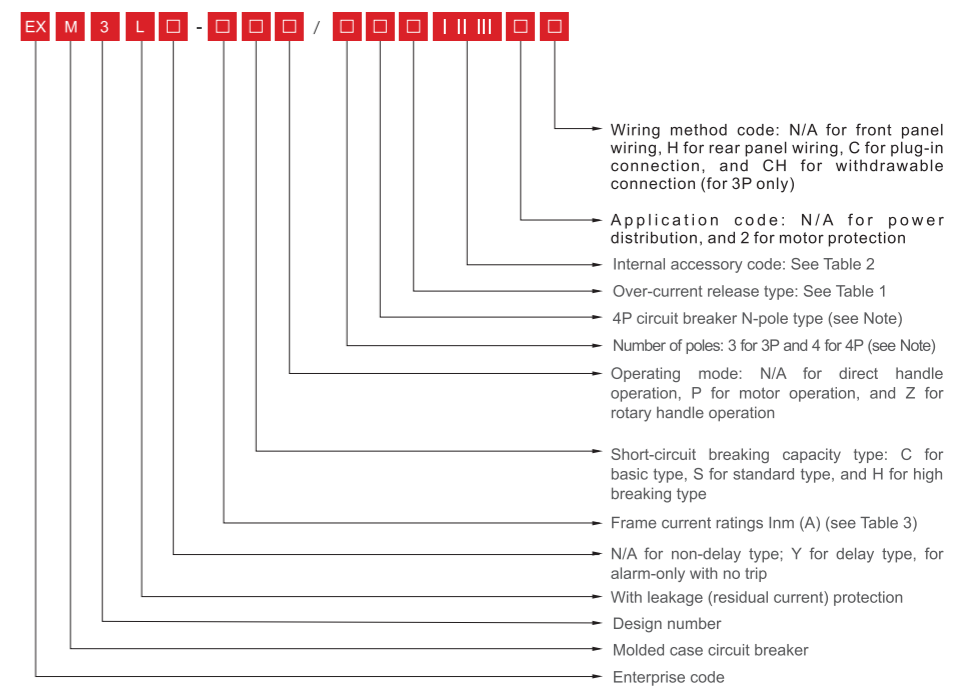 EX M 3 L □ - □ □ □ / □ □ □ I II III □ □
Wiring method code: N/A for front panel
wiring, H for rear panel wiring, C for plug-in
connection, and CH for withdrawable
connection (for 3P only)
Application code: N/A for power
distribution, and 2 for motor protection
Internal accessory code: See Table 2
Over-current release type: See Table 1
4P circuit breaker N-pole type (see Note)
Number of poles: 3 for 3P and 4 for 4P (see Note)
Operating mode: N/A for direct handle
operation, P for motor operation, and Z for
rotary handle operation
Short-circuit breaking capacity type: C for
basic type, S for standard type, and H for high
breaking type
Frame current ratings Inm (A) (see Table 3)
N/A for non-delay type; Y for delay type, for
alarm-only with no trip
With leakage (residual current) protection
Design number
Molded case circuit breaker
Enterprise code